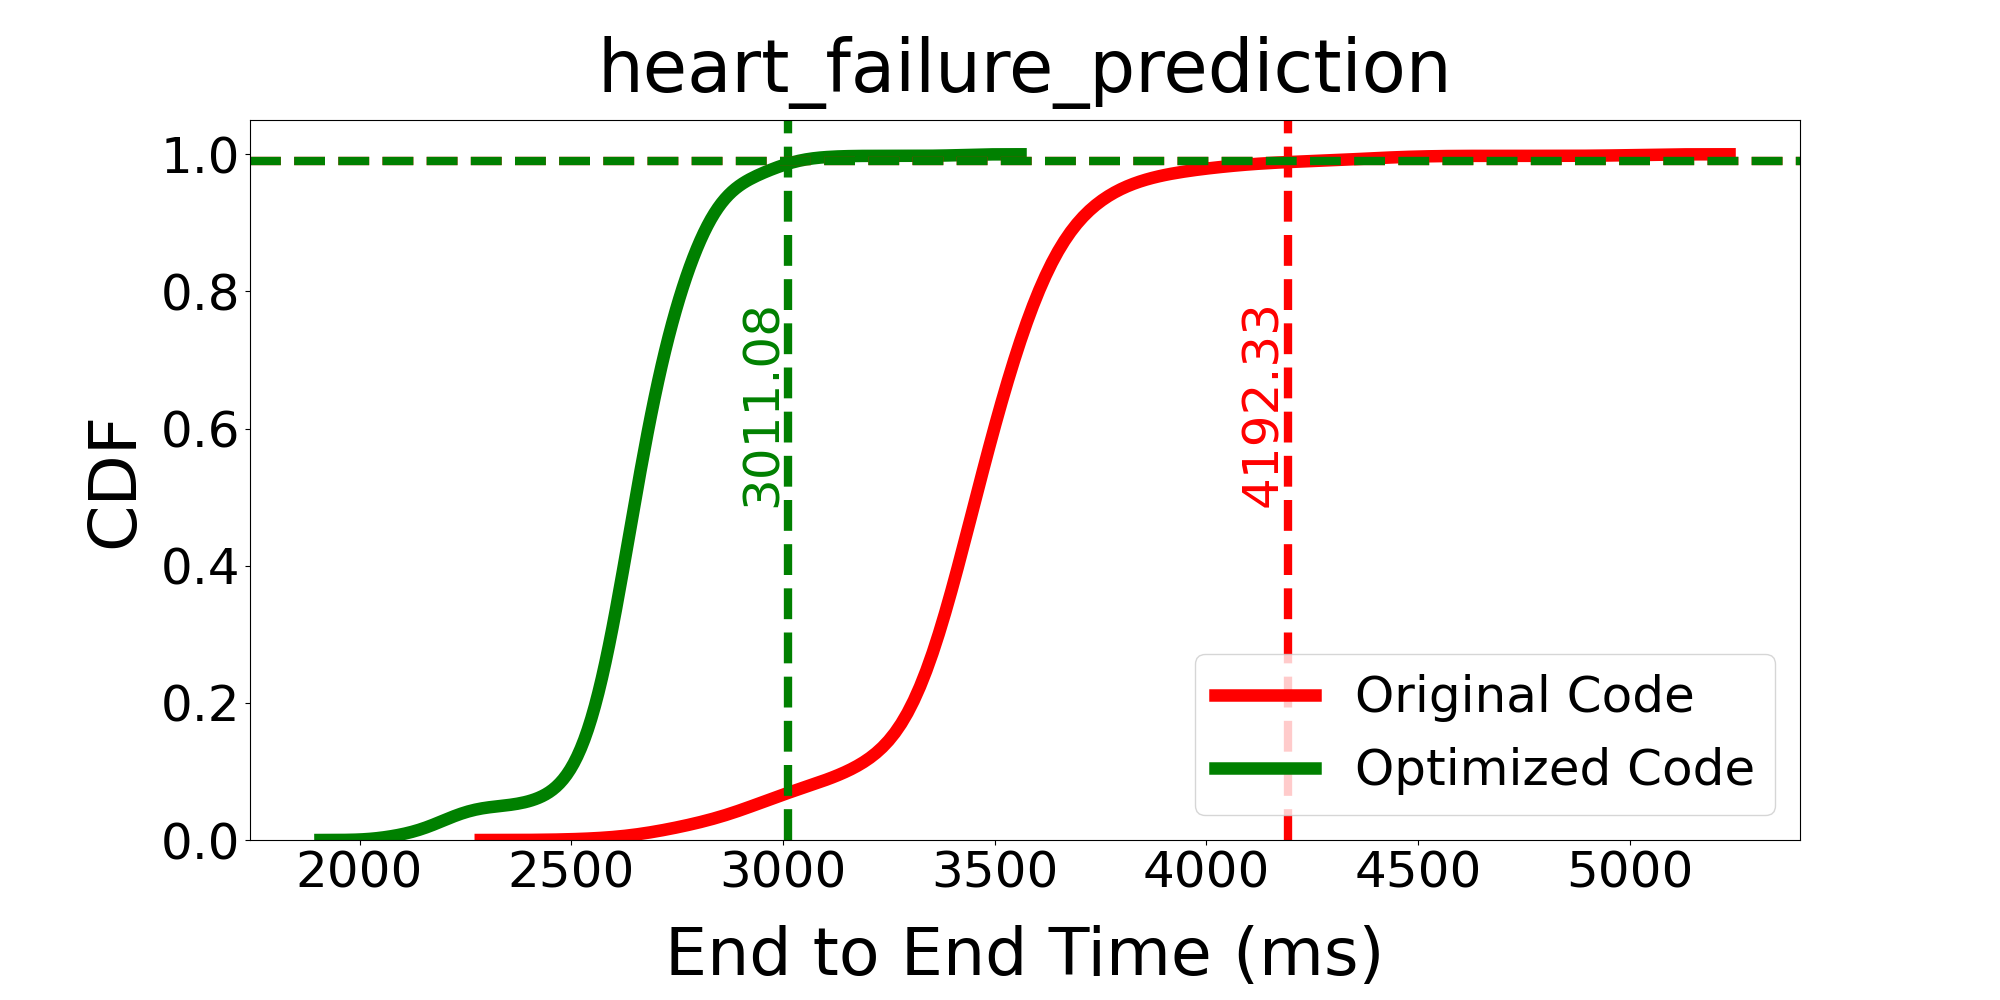 heart_failure_prediction
CDF
1.0
0.8
0.6
0.4
0.2
0.0
3011.08
4192.33
Original Code
Optimized Code
2000 2500 3000 3500 4000 4500 5000
End to End Time (ms)